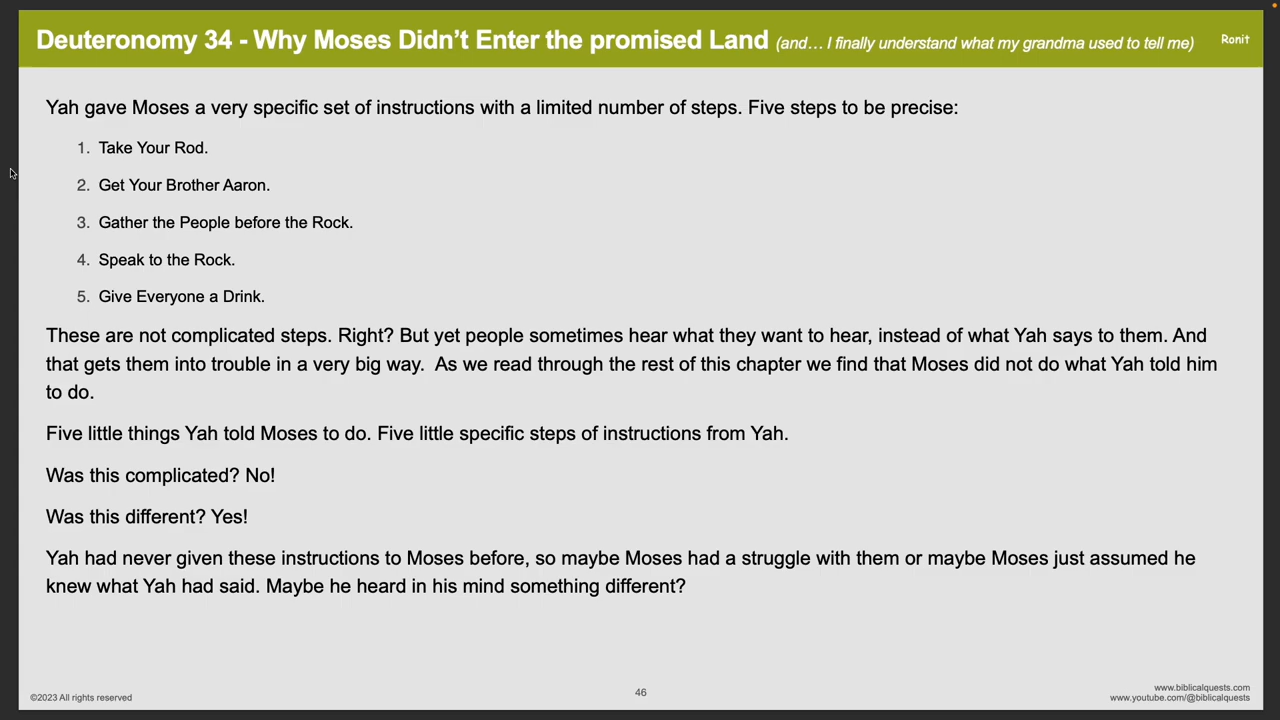 Deuteronomy 34 - Why Moses Didn’t Enter the promised Land (and… I finally understand what my grandma used to tell me) Ronit
Yah gave Moses a very specific set of instructions with a limited number of steps. Five steps to be precise:
1. Take Your Rod.
2. Get Your Brother Aaron.
3. Gather the People before the Rock.
4. Speak to the Rock.
5. Give Everyone a Drink.
These are not complicated steps. Right? But yet people sometimes hear what they want to hear, instead of what Yah says to them. And
that gets them into trouble in a very big way.  As we read through the rest of this chapter we find that Moses did not do what Yah told him
to do.
Five little things Yah told Moses to do. Five little specific steps of instructions from Yah.
Was this complicated? No!
Was this different? Yes!
Yah had never given these instructions to Moses before, so maybe Moses had a struggle with them or maybe Moses just assumed he
knew what Yah had said. Maybe he heard in his mind something different?
©2023 All rights reserved
46
www.biblicalquests.com
www.youtube.com/@biblicalquests